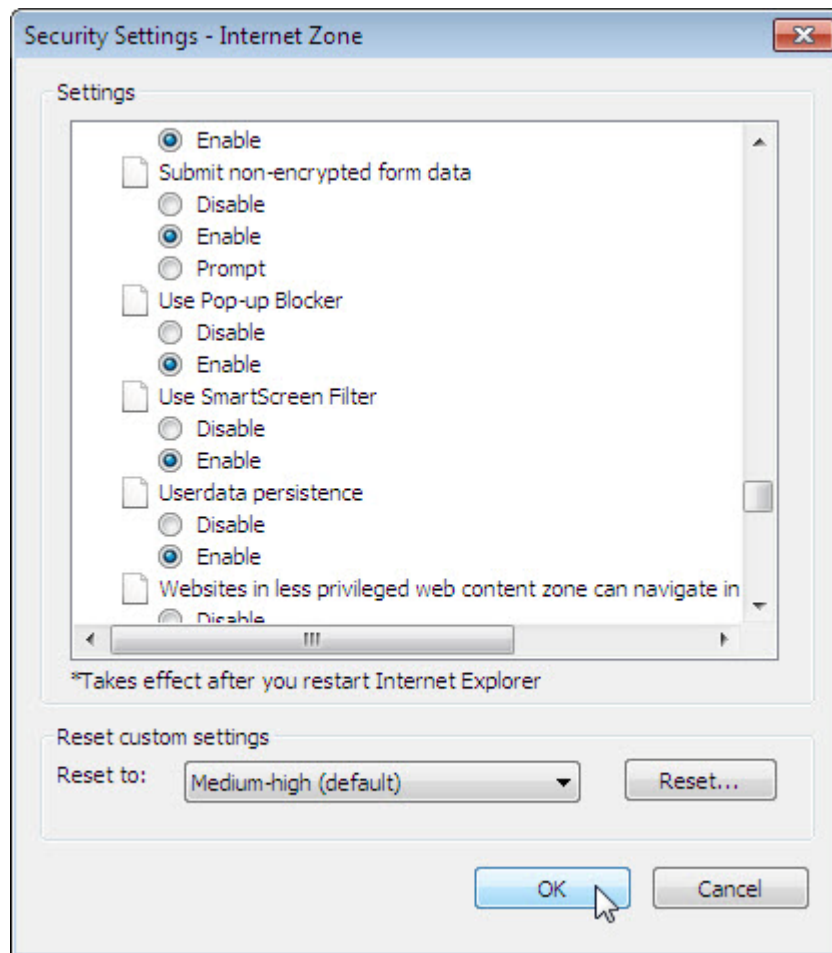 Security Settings - Internet Zone
Settings
Enable
Submit non-encrypted form data
Disable
Enable
Prompt
Use Pop-up Blocker
Disable
Enable
Use SmartScreen Filter
Disable
Enable
Userdata persistence
Disable
Enable
Websites in less privileged web content zone can navigate in
Disable
*Takes effect after you restart Internet Explorer
Reset custom settings
Reset to: Medium-high (default) Reset...
OK Cancel